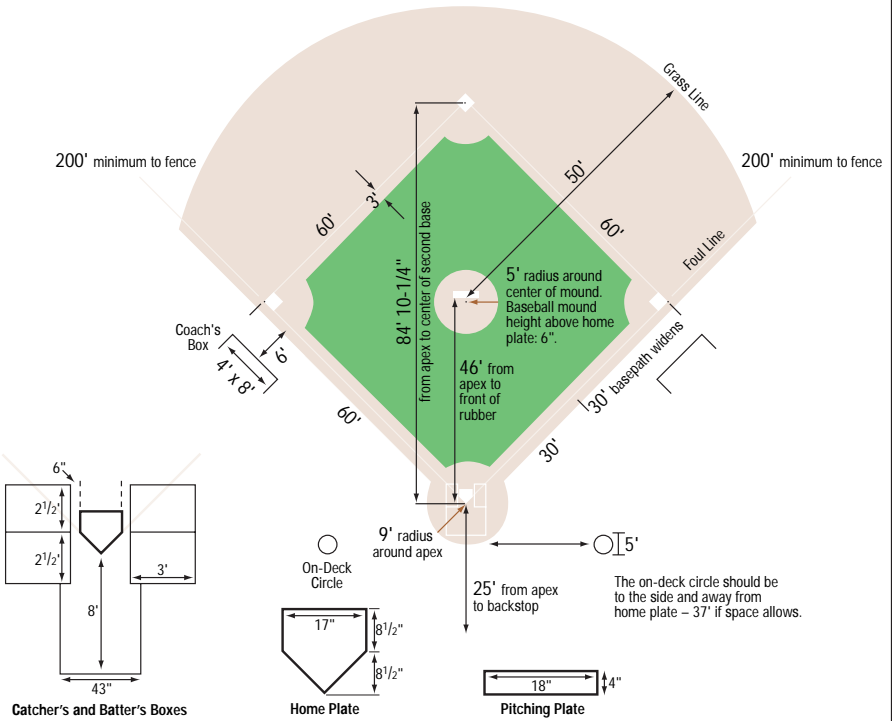 Grass Line
200' minimum to fence
200' minimum to fence
50'
3'
60'
60'
Foul Line
84' 10-1/4"
from apex to center of second base
5' radius around
center of mound.
Baseball mound
height above home
plate: 6".
Coach's
Box
6'
4' x 8'
46' from
apex to
front of
rubber
30' basepath widens
60'
30'
6"
2 1/2'
2 1/2'
3'
8'
43"
Catcher's and Batter's Boxes
9' radius
around apex
On-Deck
Circle
5'
25' from apex
to backstop
The on-deck circle should be
to the side and away from
home plate – 37' if space allows.
17"
8 1/2"
8 1/2"
Home Plate
18"
4"
Pitching Plate